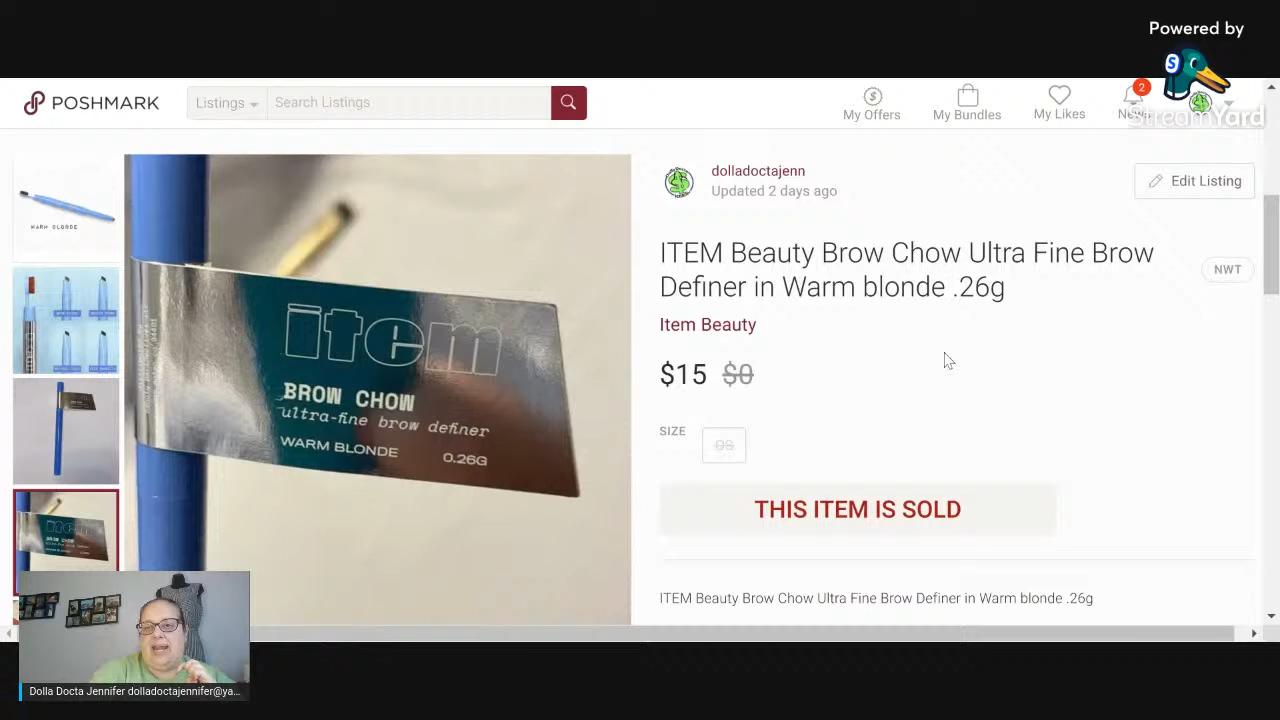 Powered by
StreamYard
POSHMARK
Listings
Search Listings
My Offers
My Bundles
My Likes
2
dolladoctajenn
Updated 2 days ago
Edit Listing
ITEM Beauty Brow Chow Ultra Fine Brow
Definer in Warm blonde .26g
NWT
Item Beauty
$15 $0
SIZE
OS
THIS ITEM IS SOLD
ITEM Beauty Brow Chow Ultra Fine Brow Definer in Warm blonde .26g
WARM BLONDE
item
BROW CHOW
ultra-fine brow definer
WARM BLONDE 0.26G
Dolla Docta Jennifer dolladoctajennifer@ya...